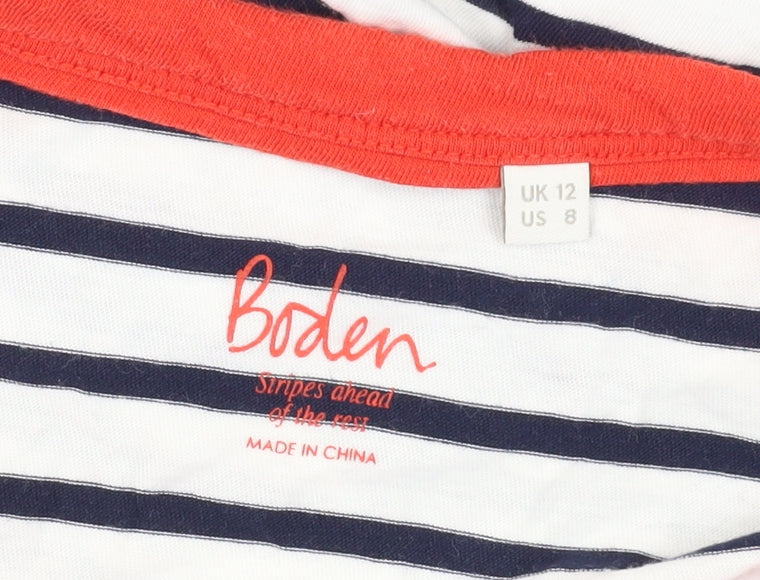 UK 12
US 8
Boden
Stripes ahead
of the rest
MADE IN CHINA